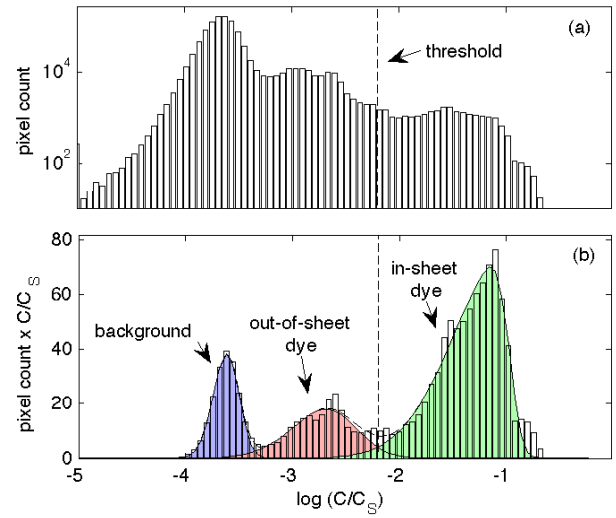 (a)
threshold
pixel count
10^4
10^2
(b)
in-sheet
dye
out-of-sheet
dye
background
pixel count x C/C_S
80
60
40
20
0
-5
-4
-3
-2
-1
log (C/C_S)